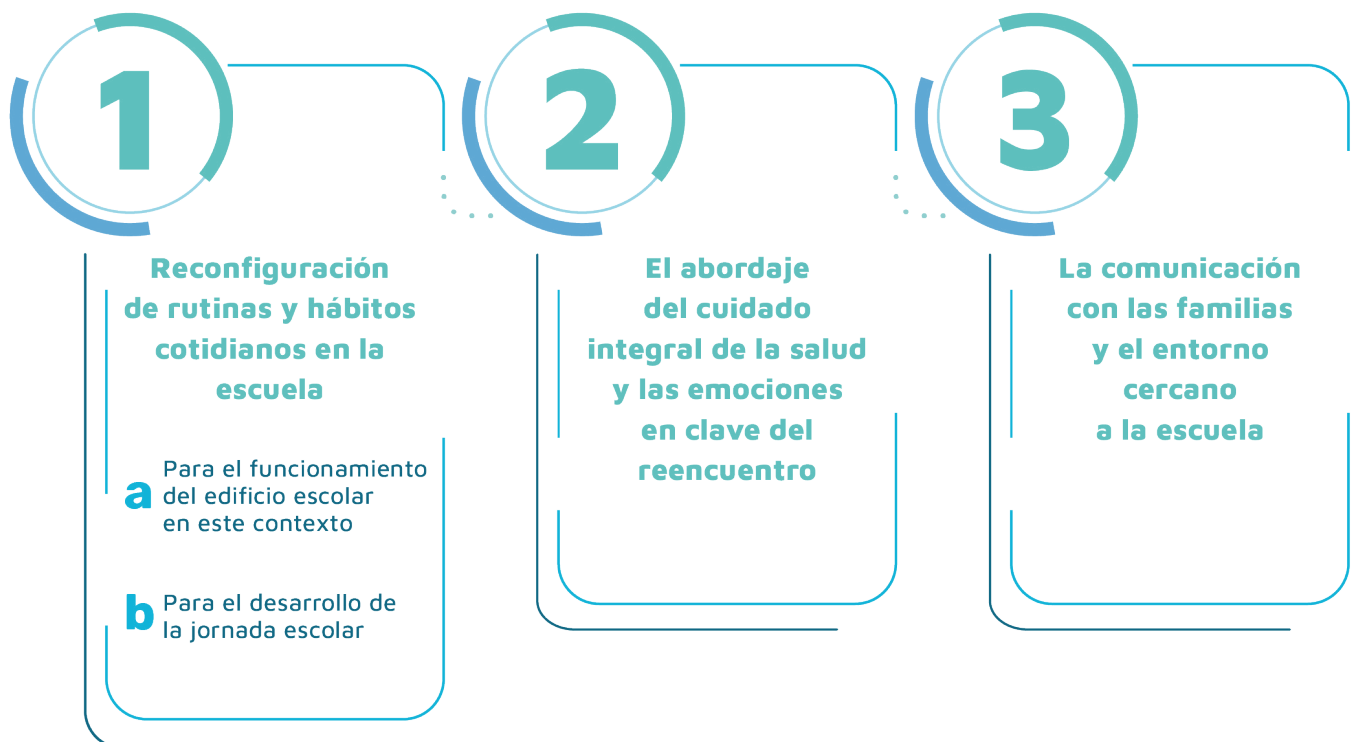 1
Reconfiguración
de rutinas y hábitos
cotidianos en la
escuela
a
Para el funcionamiento
del edificio escolar
en este contexto
b
Para el desarrollo de
la jornada escolar
2
El abordaje
del cuidado
integral de la salud
y las emociones
en clave del
reencuentro
3
La comunicación
con las familias
y el entorno
cercano
a la escuela